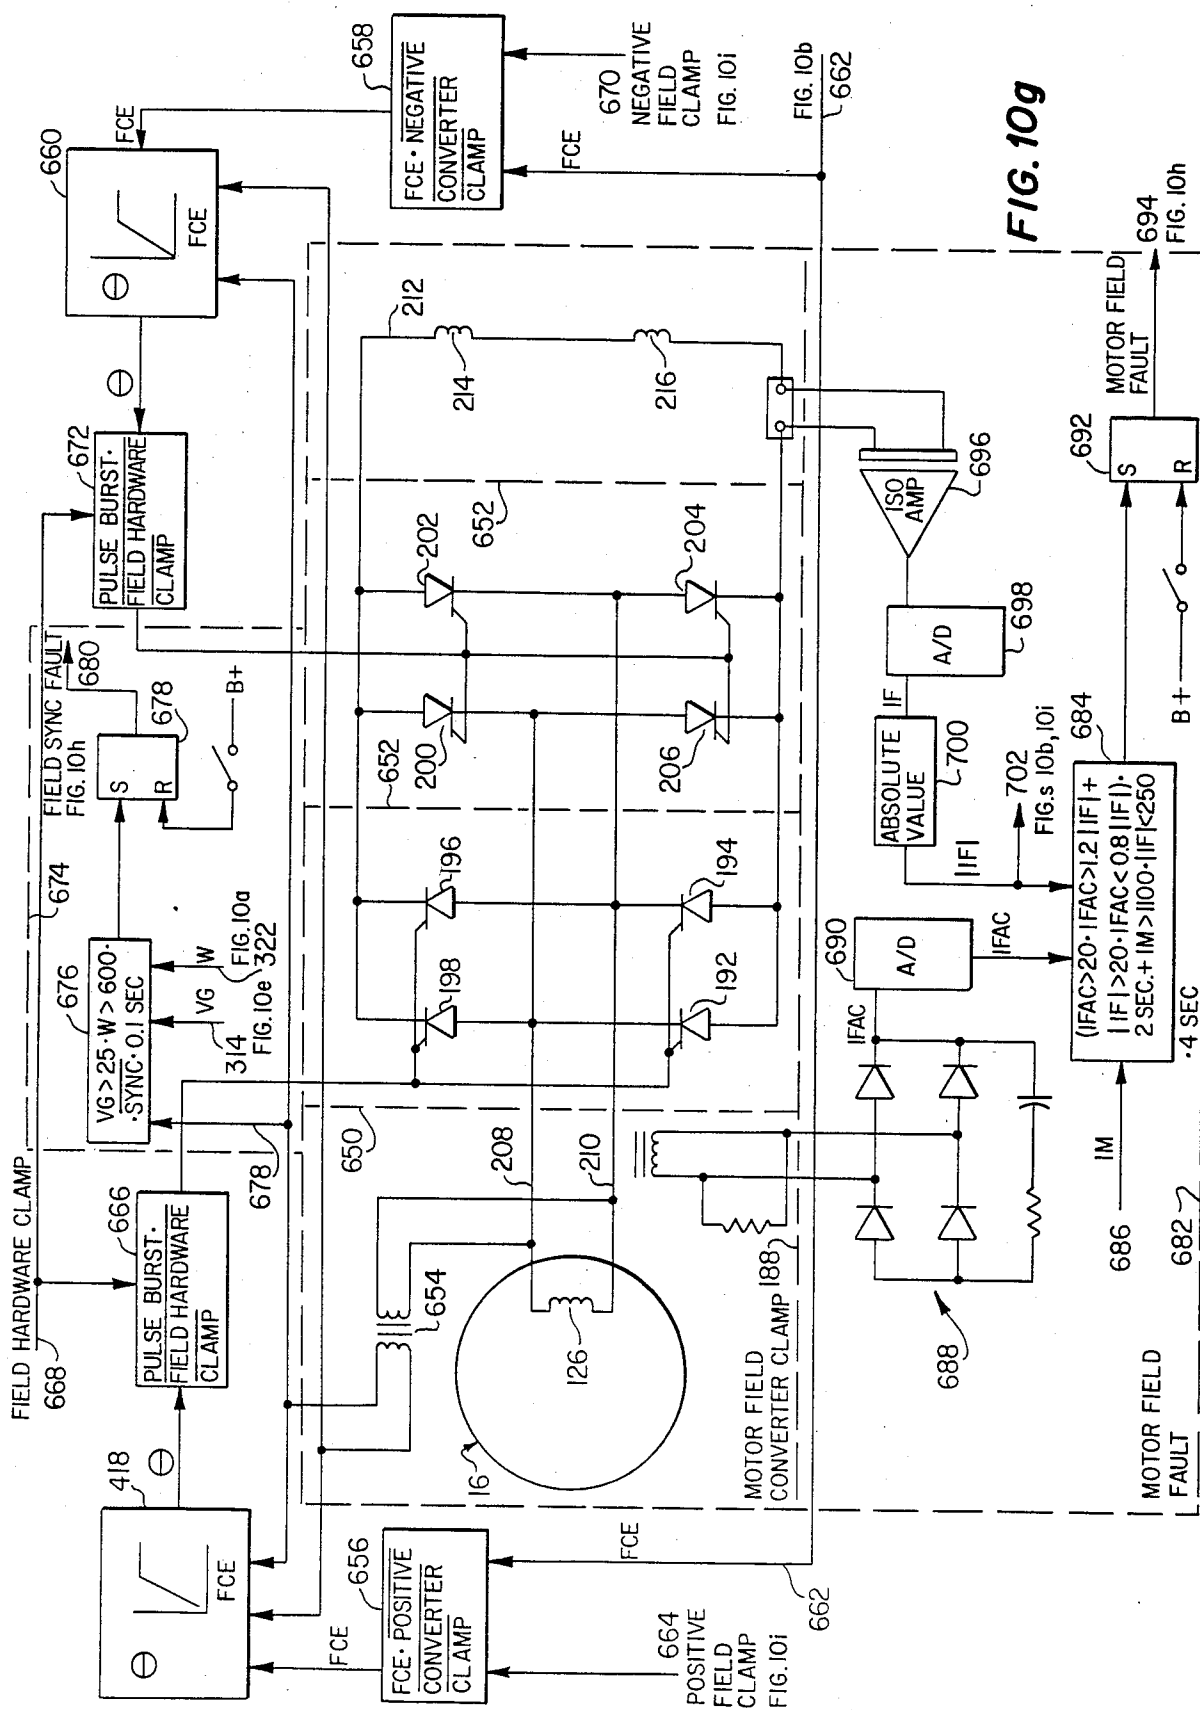 FIELD HARDWARE CLAMP
668
418
Θ
Θ
FCE
FCE
656
FCE · POSITIVE
CONVERTER
CLAMP
FCE
664
POSITIVE
FIELD
CLAMP
FIG. 10i
662
666
PULSE BURST ·
FIELD HARDWARE
CLAMP
674
676
VG > 25 · W > 600 ·
· SYNC · 0.1 SEC
678
VG
314
FIG. 10e
W
FIG. 10a
322
FIELD SYNC FAULT
FIG. 10h
680
S
R
678
B+
672
PULSE BURST ·
FIELD HARDWARE
CLAMP
Θ
660
Θ
FCE
FCE
658
FCE · NEGATIVE
CONVERTER
CLAMP
670
NEGATIVE
FIELD
CLAMP
FIG. 10i
FCE
FIG. 10b
662
654
16
126
208
210
650
MOTOR FIELD
CONVERTER CLAMP
188
198
196
192
194
652
200
202
206
204
652
212
214
216
696
ISO
AMP
698
A/D
IF
700
ABSOLUTE
VALUE
|IF|
702
FIG.s 10b, 10i
690
A/D
IFAC
IFAC
688
684
(IFAC > 20 · IFAC > 1.2 |IF| +
|IF| > 20 · IFAC < 0.8 |IF|) ·
2 SEC. + IM > 1100 · |IF| < 250
· 4 SEC
IM
686
682
MOTOR FIELD
FAULT
692
S
R
B+
MOTOR FIELD
FAULT
694
FIG. 10h
FIG. 10g